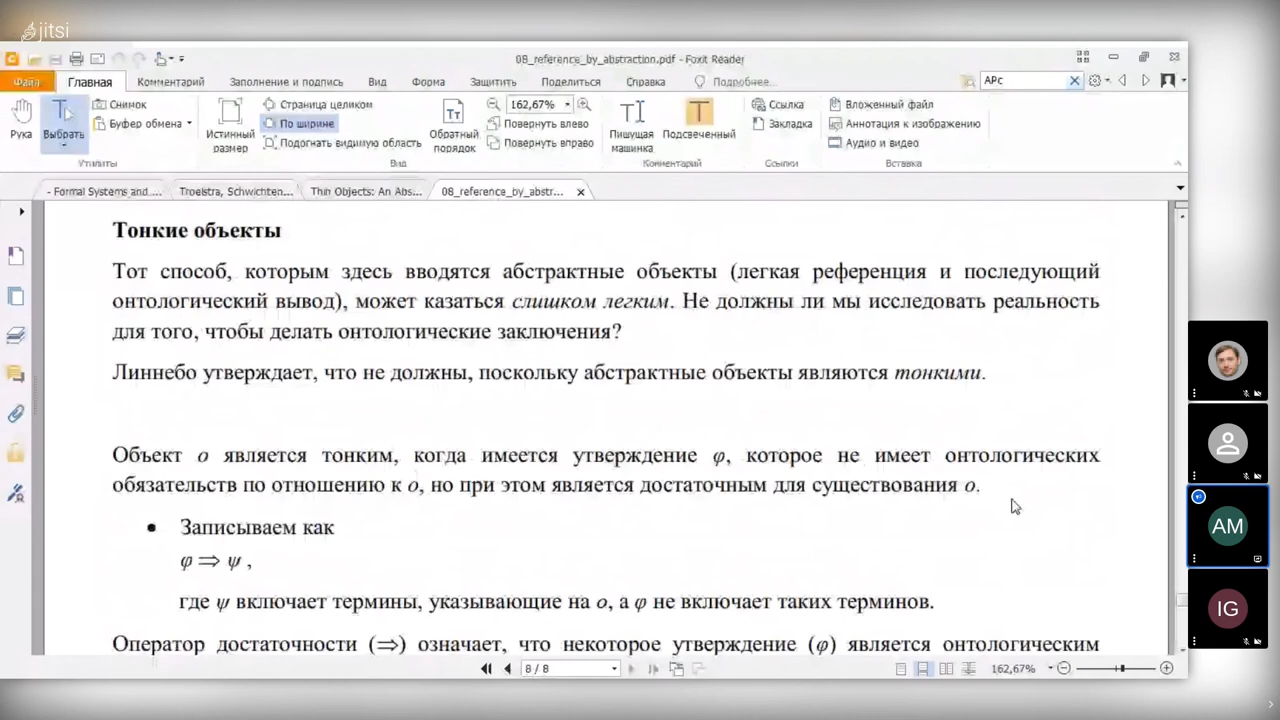 jitsi
08_reference_by_abstraction.pdf - Foxit Reader
Файл Главная Комментарий Заполнение и подпись Вид Форма Защитить Поделиться Справка Подробнее... APc
Рука
Выбрать
Снимок
Буфер обмена
Утилиты
Истинный размер
Страница целиком
По ширине
Подогнать видимую область
Обратный порядок
162,67%
Повернуть влево
Повернуть вправо
Вид
Пишущая машинка
Подсвеченный
Комментарий
Ссылка
Закладка
Ссылки
Вложенный файл
Аннотация к изображению
Аудио и видео
Вставка
- Formal Systems and.... Troelstra, Schwichten... Thin Objects: An Abs... 08_reference_by_abstr...
Тонкие объекты
Тот способ, которым здесь вводятся абстрактные объекты (легкая референция и последующий
онтологический вывод), может казаться слишком легким. Не должны ли мы исследовать реальность
для того, чтобы делать онтологические заключения?
Линнебо утверждает, что не должны, поскольку абстрактные объекты являются тонкими.
Объект o является тонким, когда имеется утверждение φ, которое не имеет онтологических
обязательств по отношению к o, но при этом является достаточным для существования o.
• Записываем как
φ ⇒ ψ ,
где ψ включает термины, указывающие на o, а φ не включает таких терминов.
Оператор достаточности (⇒) означает, что некоторое утверждение (φ) является онтологическим
8 / 8
162,67%
AM
IG